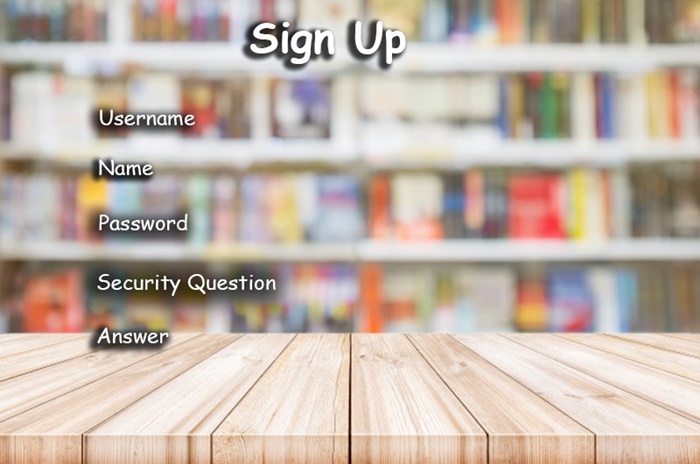 Sign Up
Username
Name
Password
Security Question
Answer